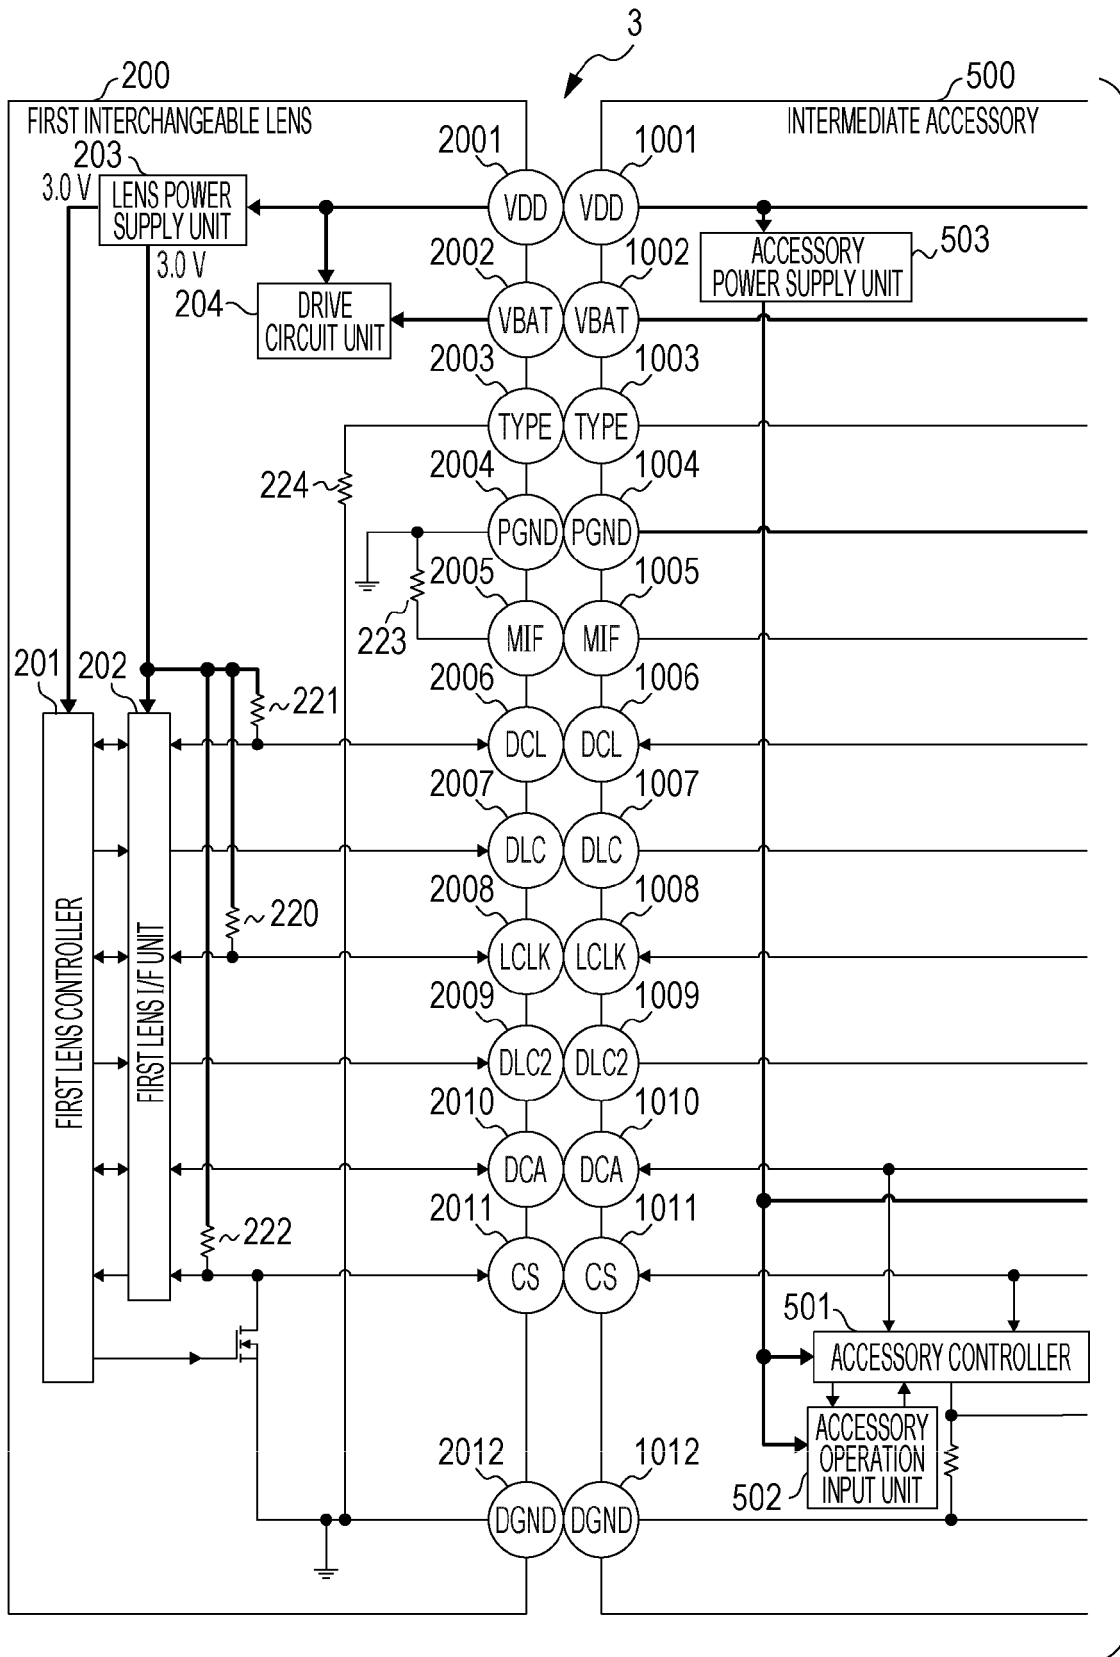 3
200
FIRST INTERCHANGEABLE LENS
500
INTERMEDIATE ACCESSORY
203
3.0 V
LENS POWER
SUPPLY UNIT
3.0 V
2001
VDD
1001
VDD
503
ACCESSORY
POWER SUPPLY UNIT
204
DRIVE
CIRCUIT UNIT
2002
VBAT
1002
VBAT
2003
TYPE
1003
TYPE
224
2004
PGND
1004
PGND
223
2005
MIF
1005
MIF
201
202
221
2006
DCL
1006
DCL
2007
DLC
1007
DLC
220
2008
LCLK
1008
LCLK
FIRST LENS CONTROLLER
FIRST LENS I/F UNIT
2009
DLC2
1009
DLC2
2010
DCA
1010
DCA
222
2011
CS
1011
CS
501
ACCESSORY CONTROLLER
502
ACCESSORY
OPERATION
INPUT UNIT
2012
DGND
1012
DGND